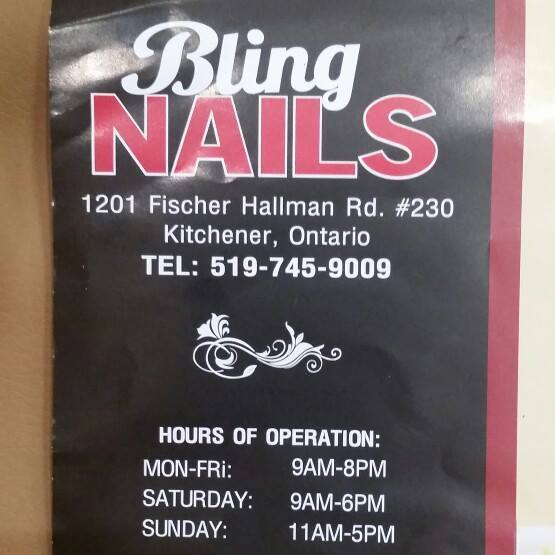 Bling
NAILS
1201 Fischer Hallman Rd. #230
Kitchener, Ontario
TEL: 519-745-9009
HOURS OF OPERATION:
MON-FRi: 9AM-8PM
SATURDAY: 9AM-6PM
SUNDAY: 11AM-5PM